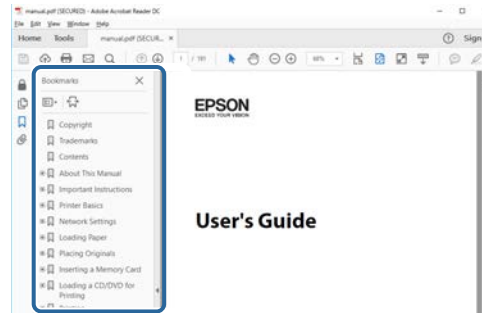 manual.pdf (SECURED) - Adobe Acrobat Reader DC
File Edit View Window Help
Home Tools manual.pdf (SECUR... ×
Sign
1 / 191
Bookmarks
Copyright
Trademarks
Contents
About This Manual
Important Instructions
Printer Basics
Network Settings
Loading Paper
Placing Originals
Inserting a Memory Card
Loading a CD/DVD for
Printing
EPSON
EXCEED YOUR VISION
User's Guide